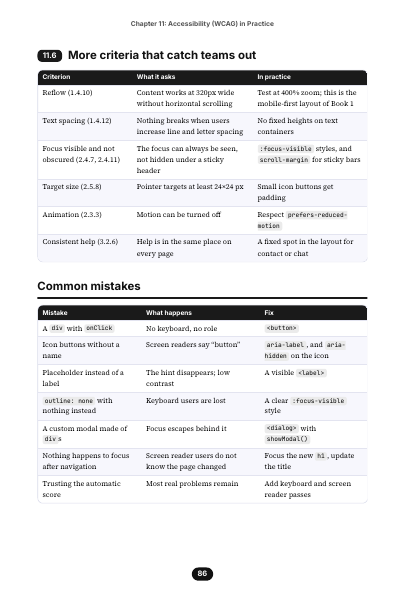 Chapter 11: Accessibility (WCAG) in Practice
11.6 More criteria that catch teams out
Criterion What it asks In practice
Reflow (1.4.10) Content works at 320px wide Test at 400% zoom; this is the
without horizontal scrolling mobile-first layout of Book 1
Text spacing (1.4.12) Nothing breaks when users No fixed heights on text
increase line and letter spacing containers
Focus visible and not The focus can always be seen, :focus-visible styles, and
obscured (2.4.7, 2.4.11) not hidden under a sticky scroll-margin for sticky bars
header
Target size (2.5.8) Pointer targets at least 24×24 px Small icon buttons get
padding
Animation (2.3.3) Motion can be turned off Respect prefers-reduced-
motion
Consistent help (3.2.6) Help is in the same place on A fixed spot in the layout for
every page contact or chat
Common mistakes
Mistake What happens Fix
A div with onClick No keyboard, no role <button>
Icon buttons without a Screen readers say “button” aria-label, and aria-
name hidden on the icon
Placeholder instead of a The hint disappears; low A visible <label>
label contrast
outline: none with Keyboard users are lost A clear :focus-visible
nothing instead style
A custom modal made of Focus escapes behind it <dialog> with
divs showModal()
Nothing happens to focus Screen reader users do not Focus the new h1, update
after navigation know the page changed the title
Trusting the automatic Most real problems remain Add keyboard and screen
score reader passes
86